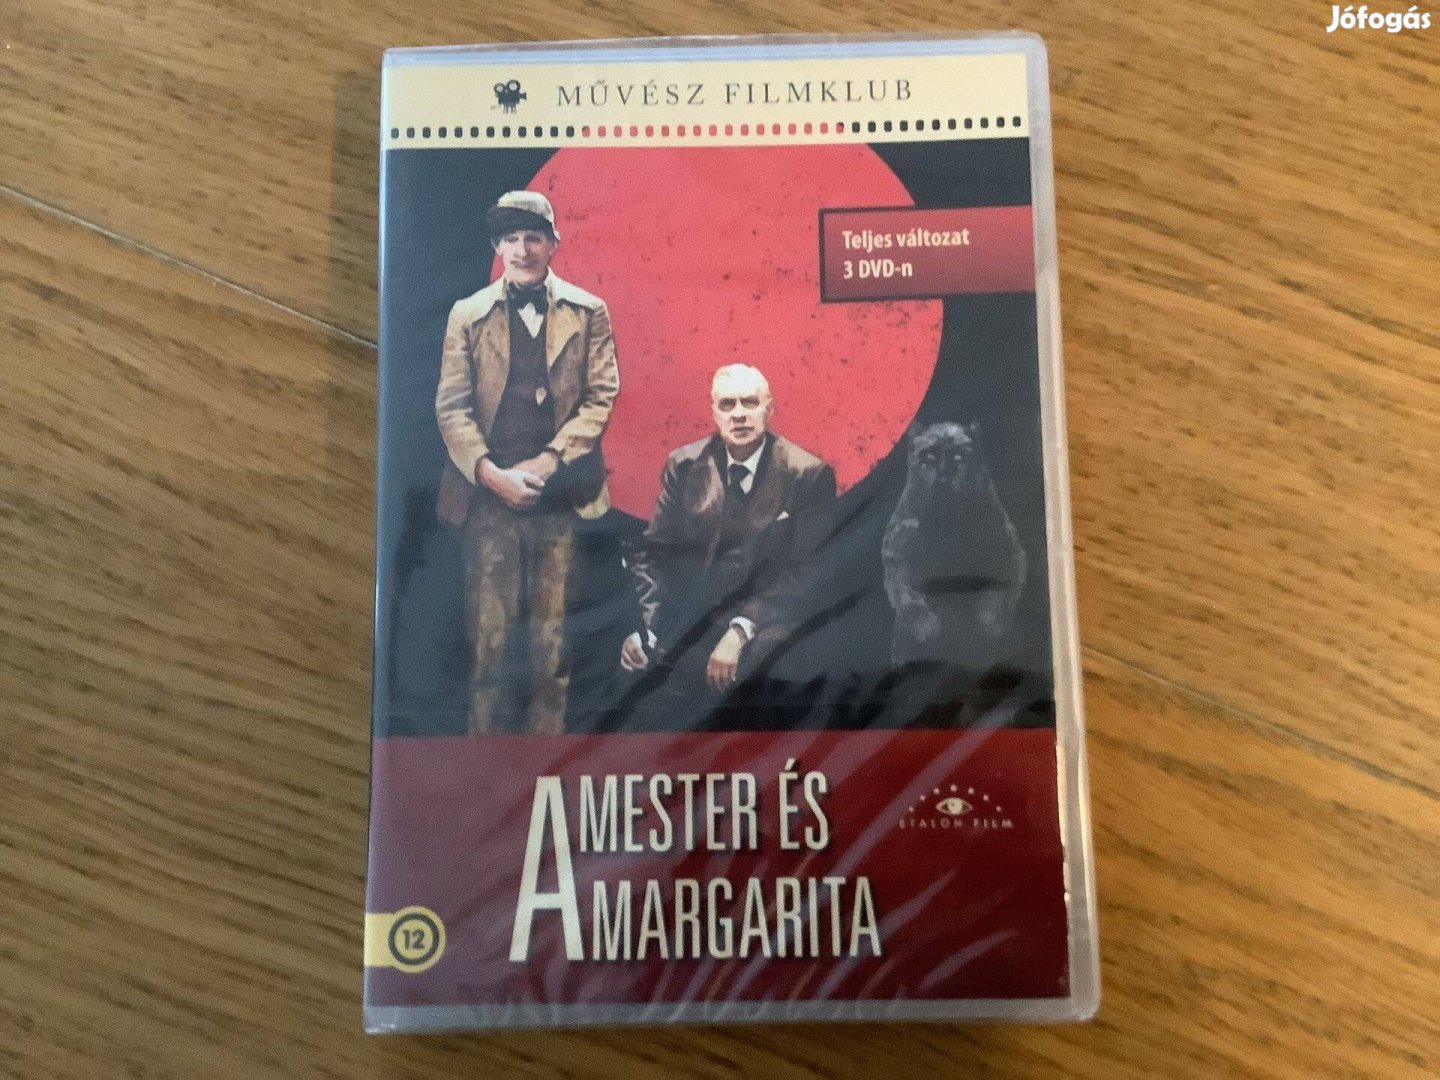 Jófogás
MŰVÉSZ FILMKLUB
Teljes változat
3 DVD-n
A MESTER ÉS
MARGARITA
ETALON FILM
12